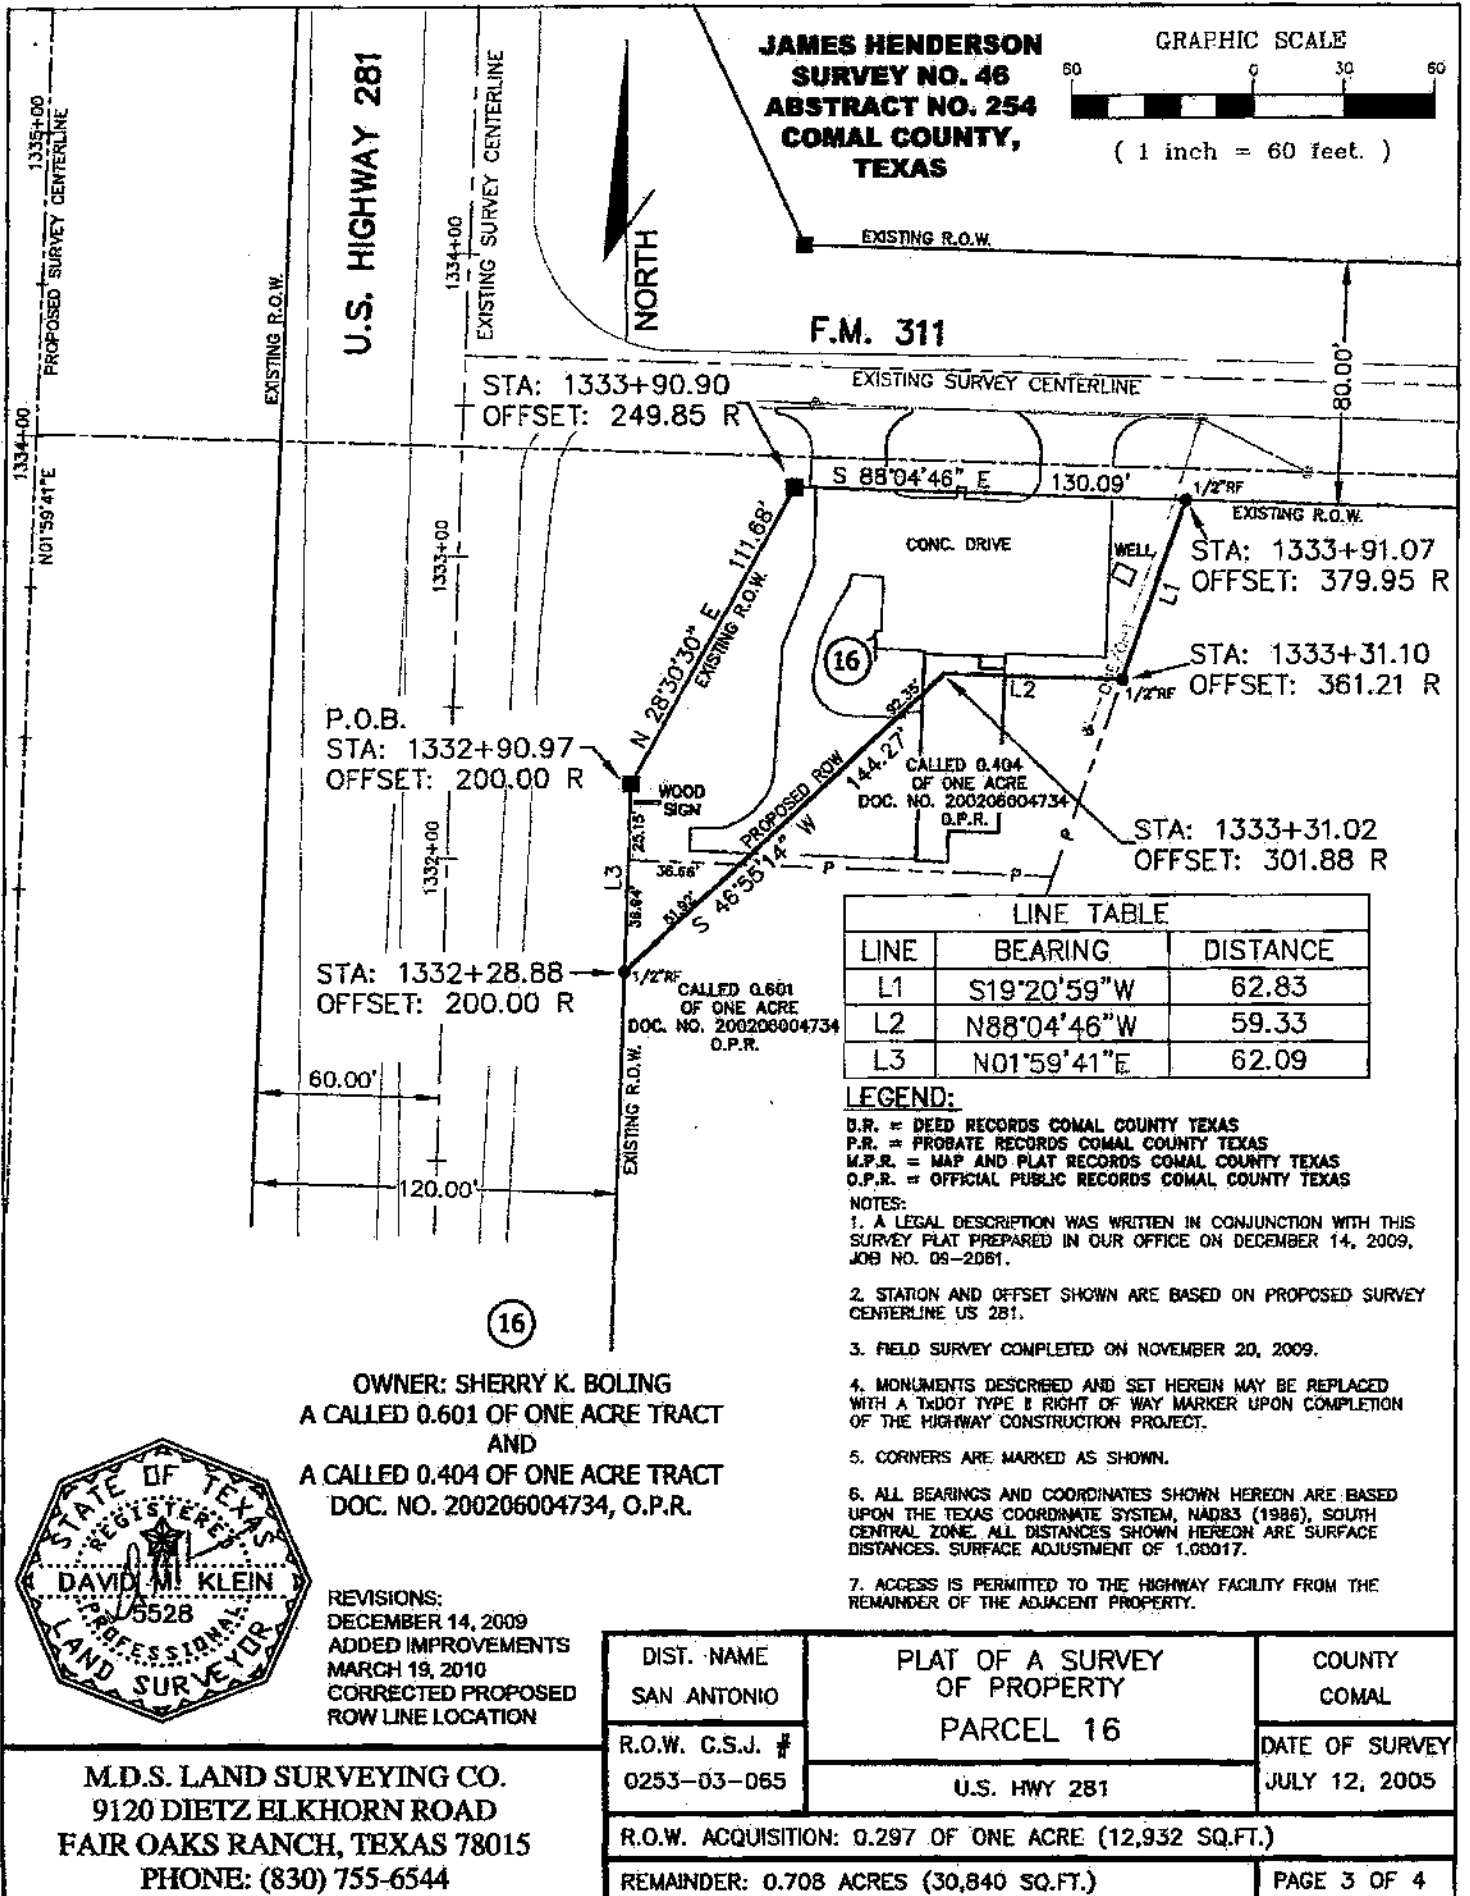 JAMES HENDERSON
SURVEY NO. 46
ABSTRACT NO. 254
COMAL COUNTY,
TEXAS
GRAPHIC SCALE
60 0 30 60
( 1 inch = 60 feet. )
1335+00
PROPOSED SURVEY CENTERLINE
1334+00
N01°59'41"E
EXISTING R.O.W.
U.S. HIGHWAY 281
EXISTING SURVEY CENTERLINE
1334+00
1333+00
1332+00
NORTH
EXISTING R.O.W.
F.M. 311
EXISTING SURVEY CENTERLINE
80.00'
STA: 1333+90.90
OFFSET: 249.85 R
S 88°04'46" E 130.09'
1/2"RF
EXISTING R.O.W.
STA: 1333+91.07
OFFSET: 379.95 R
CONC. DRIVE
WELL
L1
N 28°30'30" E 111.68'
EXISTING R.O.W.
16
STA: 1333+31.10
OFFSET: 361.21 R
1/2"RF
L2
92.35'
P.O.B.
STA: 1332+90.97
OFFSET: 200.00 R
WOOD
SIGN
PROPOSED ROW
144.27'
S 46°55'14" W
CALLED 0.404
OF ONE ACRE
DOC. NO. 200206004734
O.P.R.
STA: 1333+31.02
OFFSET: 301.88 R
25.15'
L3
36.66'
36.94'
51.92'
P
P
STA: 1332+28.88
OFFSET: 200.00 R
1/2"RF
CALLED 0.601
OF ONE ACRE
DOC. NO. 200206004734
O.P.R.
EXISTING R.O.W.
60.00'
120.00'
LINE TABLE
LINE BEARING DISTANCE
L1 S19°20'59"W 62.83
L2 N88°04'46"W 59.33
L3 N01°59'41"E 62.09
LEGEND:
D.R. = DEED RECORDS COMAL COUNTY TEXAS
P.R. = PROBATE RECORDS COMAL COUNTY TEXAS
M.P.R. = MAP AND PLAT RECORDS COMAL COUNTY TEXAS
O.P.R. = OFFICIAL PUBLIC RECORDS COMAL COUNTY TEXAS
NOTES:
1. A LEGAL DESCRIPTION WAS WRITTEN IN CONJUNCTION WITH THIS
SURVEY PLAT PREPARED IN OUR OFFICE ON DECEMBER 14, 2009,
JOB NO. 09-2061.
2. STATION AND OFFSET SHOWN ARE BASED ON PROPOSED SURVEY
CENTERLINE US 281.
3. FIELD SURVEY COMPLETED ON NOVEMBER 20, 2009.
4. MONUMENTS DESCRIBED AND SET HEREIN MAY BE REPLACED
WITH A TxDOT TYPE II RIGHT OF WAY MARKER UPON COMPLETION
OF THE HIGHWAY CONSTRUCTION PROJECT.
5. CORNERS ARE MARKED AS SHOWN.
6. ALL BEARINGS AND COORDINATES SHOWN HEREON ARE BASED
UPON THE TEXAS COORDINATE SYSTEM, NAD83 (1986), SOUTH
CENTRAL ZONE. ALL DISTANCES SHOWN HEREON ARE SURFACE
DISTANCES. SURFACE ADJUSTMENT OF 1.00017.
7. ACCESS IS PERMITTED TO THE HIGHWAY FACILITY FROM THE
REMAINDER OF THE ADJACENT PROPERTY.
16
OWNER: SHERRY K. BOLING
A CALLED 0.601 OF ONE ACRE TRACT
AND
A CALLED 0.404 OF ONE ACRE TRACT
DOC. NO. 200206004734, O.P.R.
STATE OF TEXAS
REGISTERED
DAVID M. KLEIN
5528
PROFESSIONAL
LAND SURVEYOR
REVISIONS:
DECEMBER 14, 2009
ADDED IMPROVEMENTS
MARCH 19, 2010
CORRECTED PROPOSED
ROW LINE LOCATION
M.D.S. LAND SURVEYING CO.
9120 DIETZ ELKHORN ROAD
FAIR OAKS RANCH, TEXAS 78015
PHONE: (830) 755-6544
DIST. NAME
SAN ANTONIO
R.O.W. C.S.J. #
0253-03-065
PLAT OF A SURVEY
OF PROPERTY
PARCEL 16
U.S. HWY 281
COUNTY
COMAL
DATE OF SURVEY
JULY 12, 2005
R.O.W. ACQUISITION: 0.297 OF ONE ACRE (12,932 SQ.FT.)
REMAINDER: 0.708 ACRES (30,840 SQ.FT.)
PAGE 3 OF 4